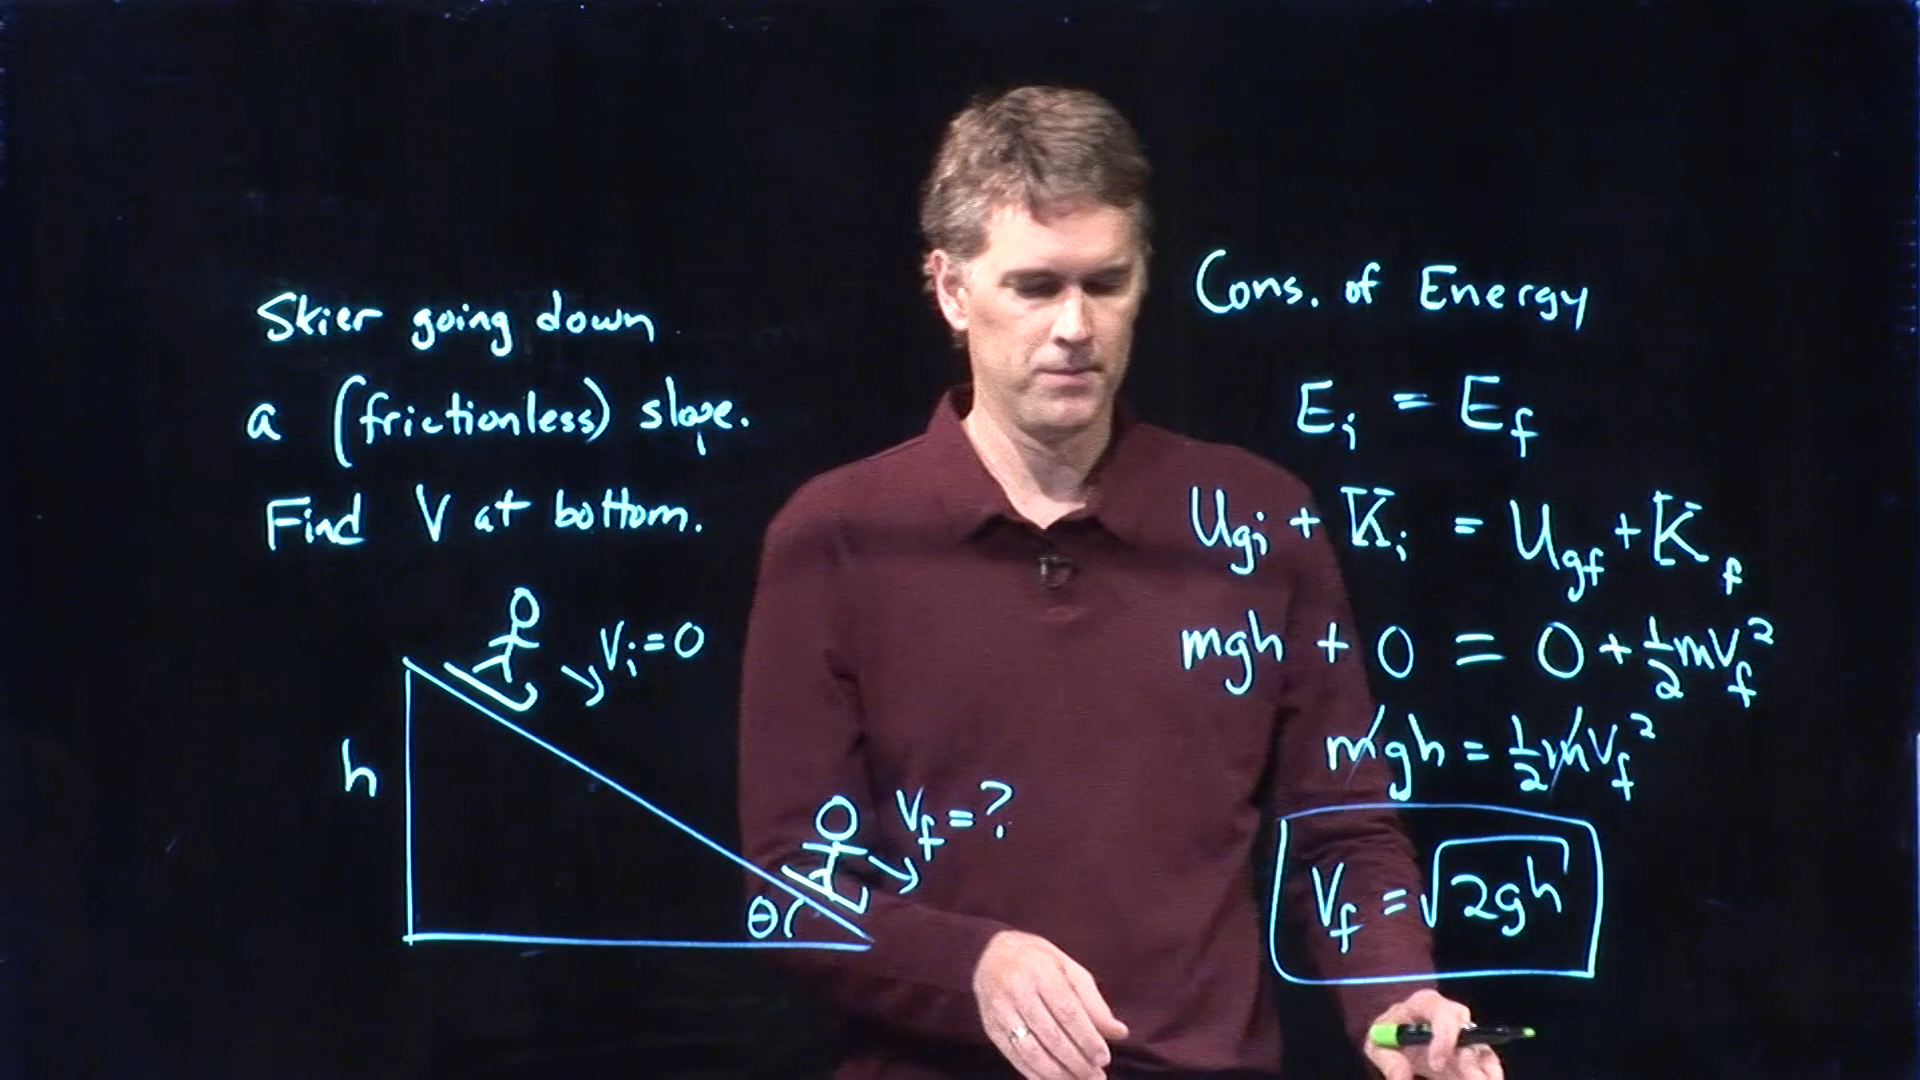 Skier going down
a (frictionless) slope.
Find V at bottom.
Vi=0
h
Vf=?
θ
Cons. of Energy
Ei = Ef
Ugi + Ki = Ugf + Kf
mgh + 0 = 0 + ½mVf²
mgh = ½mVf²
Vf = √2gh